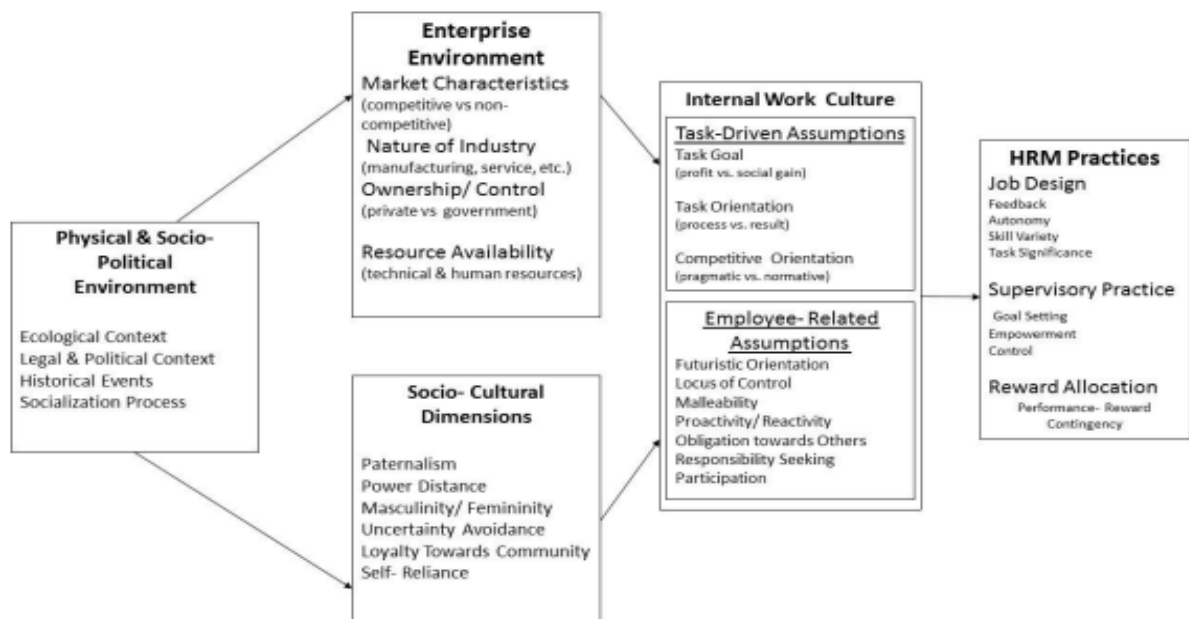 Physical & Socio-
Political
Environment
Ecological Context
Legal & Political Context
Historical Events
Socialization Process
Enterprise
Environment
Market Characteristics
(competitive vs non-
competitive)
Nature of Industry
(manufacturing, service, etc.)
Ownership/ Control
(private vs government)
Resource Availability
(technical & human resources)
Socio- Cultural
Dimensions
Paternalism
Power Distance
Masculinity/ Femininity
Uncertainty Avoidance
Loyalty Towards Community
Self- Reliance
Internal Work Culture
Task-Driven Assumptions
Task Goal
(profit vs. social gain)
Task Orientation
(process vs. result)
Competitive Orientation
(pragmatic vs. normative)
Employee- Related
Assumptions
Futuristic Orientation
Locus of Control
Malleability
Proactivity/ Reactivity
Obligation towards Others
Responsibility Seeking
Participation
HRM Practices
Job Design
Feedback
Autonomy
Skill Variety
Task Significance
Supervisory Practice
Goal Setting
Empowerment
Control
Reward Allocation
Performance- Reward
Contingency